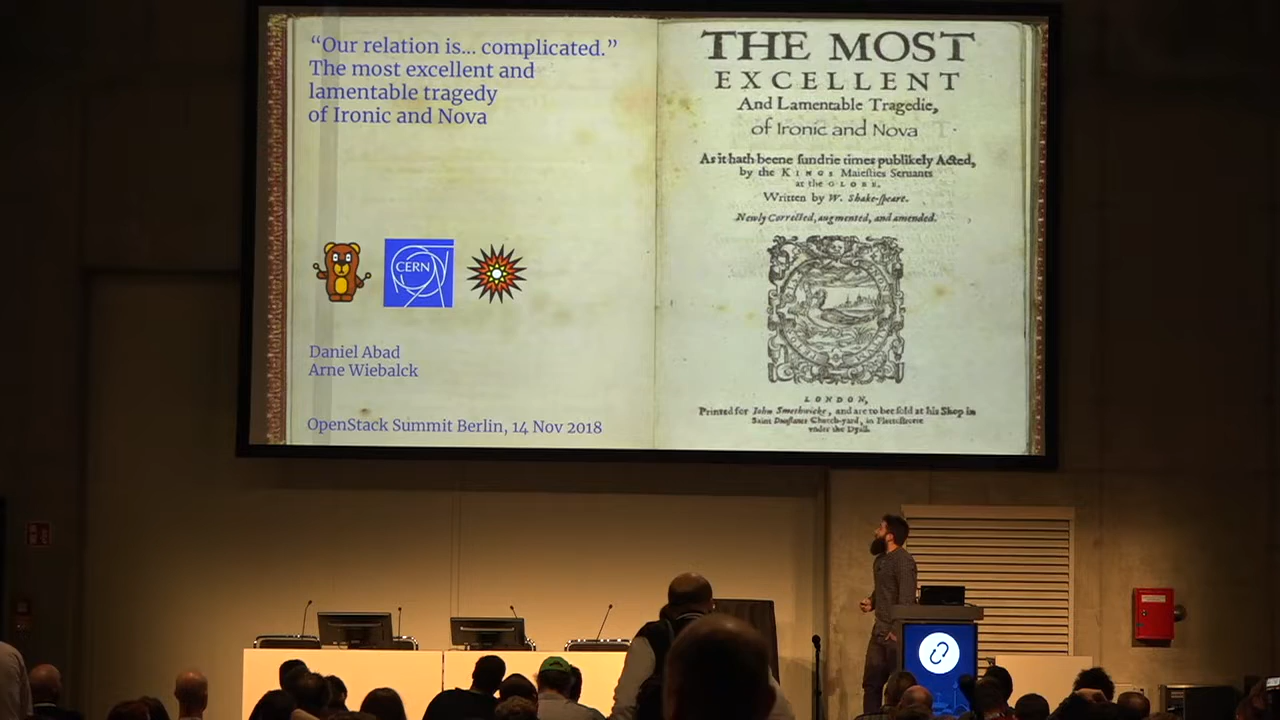 “Our relation is... complicated.”
The most excellent and
lamentable tragedy
of Ironic and Nova
CERN
Daniel Abad
Arne Wiebalck
OpenStack Summit Berlin, 14 Nov 2018
THE MOST
EXCELLENT
And Lamentable Tragedie,
of Ironic and Nova
As it hath beene ſundrie times publikely Acted,
by the KINGS Maieſties Seruants
at the GLOBE.
Written by W. Shake-ſpeare.
Newly Corrected, augmented, and amended.
LONDON,
Printed for John Smethwicke, and are to bee ſold at his Shop in
Saint Dunſtanes Church-yard, in Fleeteſtreete
vnder the Dyall.